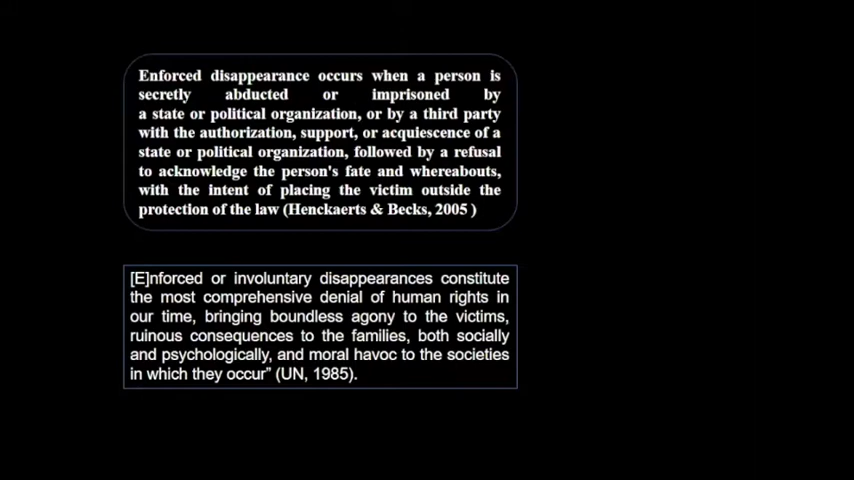 Enforced disappearance occurs when a person is
secretly abducted or imprisoned by
a state or political organization, or by a third party
with the authorization, support, or acquiescence of a
state or political organization, followed by a refusal
to acknowledge the person's fate and whereabouts,
with the intent of placing the victim outside the
protection of the law (Henckaerts & Becks, 2005 )
[E]nforced or involuntary disappearances constitute
the most comprehensive denial of human rights in
our time, bringing boundless agony to the victims,
ruinous consequences to the families, both socially
and psychologically, and moral havoc to the societies
in which they occur” (UN, 1985).